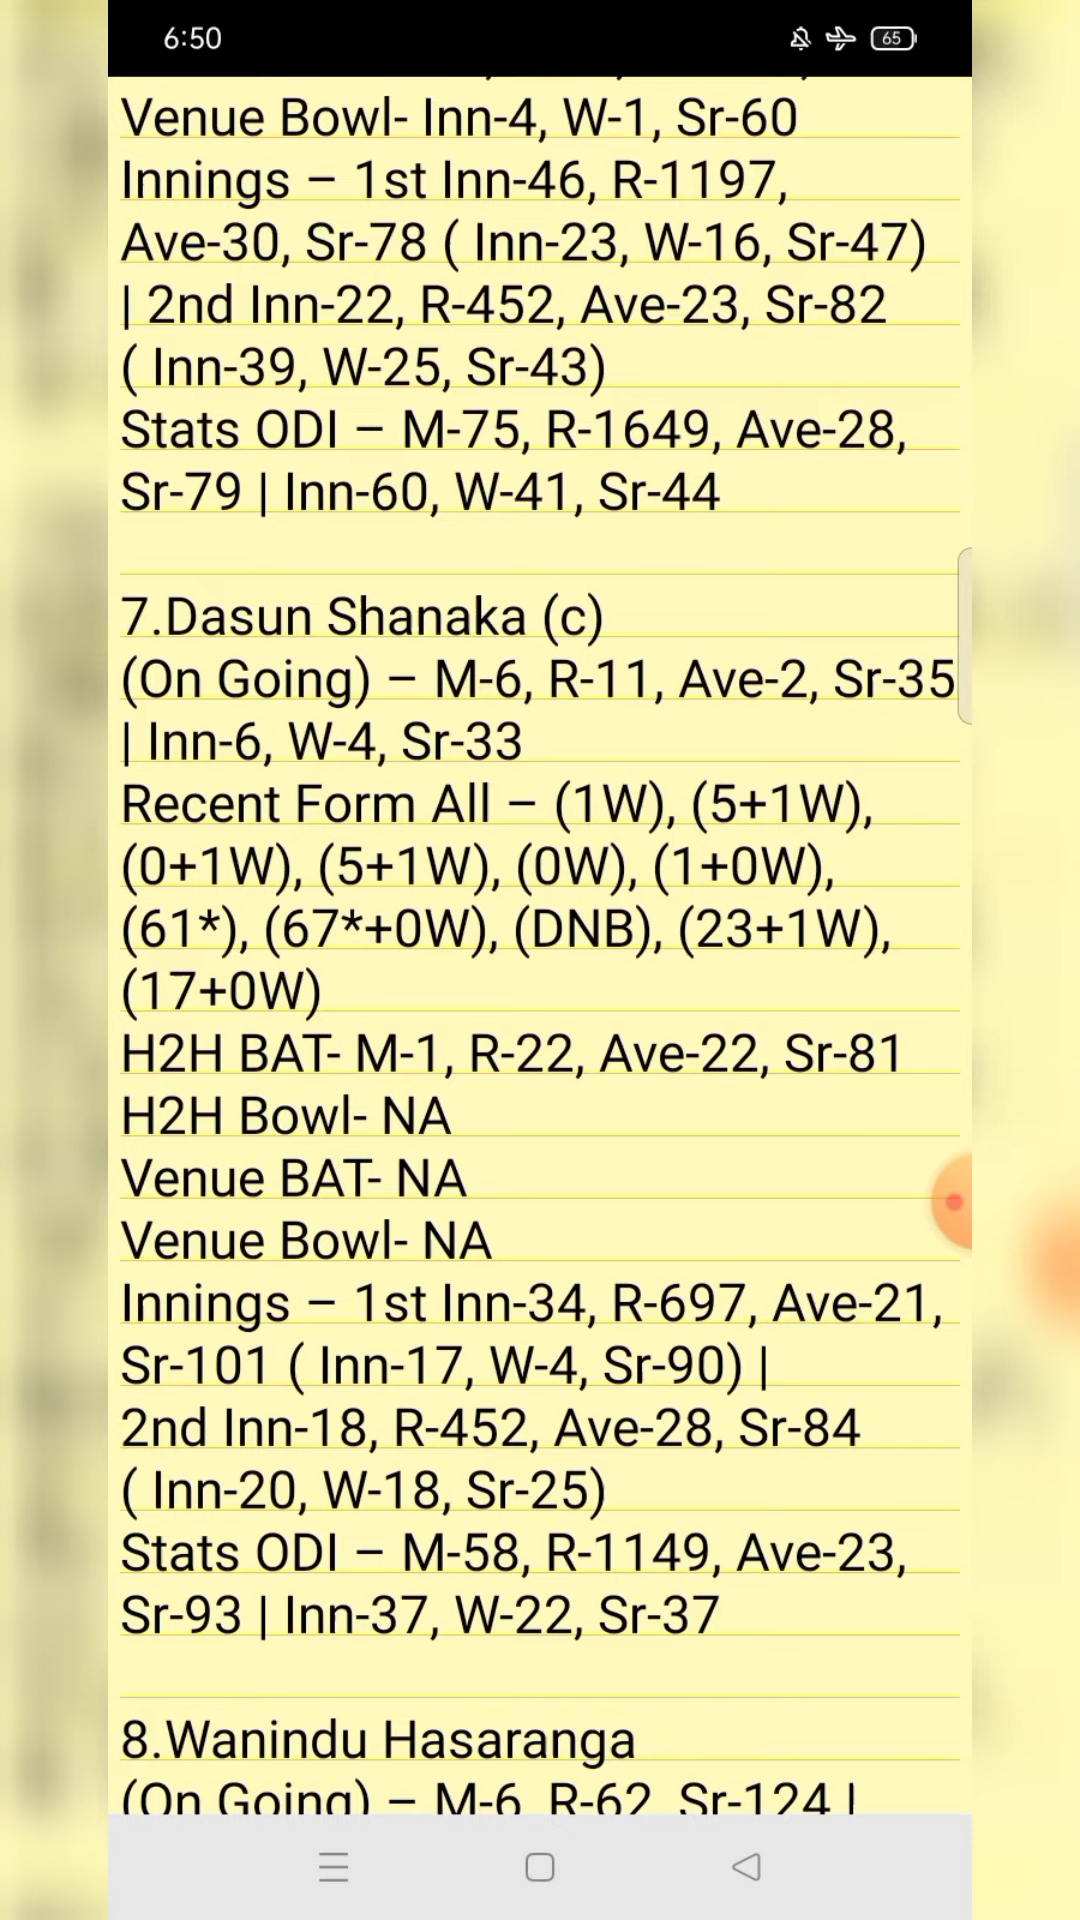 6:50
65
Venue Bowl- Inn-4, W-1, Sr-60
Innings – 1st Inn-46, R-1197,
Ave-30, Sr-78 ( Inn-23, W-16, Sr-47)
| 2nd Inn-22, R-452, Ave-23, Sr-82
( Inn-39, W-25, Sr-43)
Stats ODI – M-75, R-1649, Ave-28,
Sr-79 | Inn-60, W-41, Sr-44
7.Dasun Shanaka (c)
(On Going) – M-6, R-11, Ave-2, Sr-35
| Inn-6, W-4, Sr-33
Recent Form All – (1W), (5+1W),
(0+1W), (5+1W), (0W), (1+0W),
(61*), (67*+0W), (DNB), (23+1W),
(17+0W)
H2H BAT- M-1, R-22, Ave-22, Sr-81
H2H Bowl- NA
Venue BAT- NA
Venue Bowl- NA
Innings – 1st Inn-34, R-697, Ave-21,
Sr-101 ( Inn-17, W-4, Sr-90) |
2nd Inn-18, R-452, Ave-28, Sr-84
( Inn-20, W-18, Sr-25)
Stats ODI – M-58, R-1149, Ave-23,
Sr-93 | Inn-37, W-22, Sr-37
8.Wanindu Hasaranga
(On Going) – M-6, R-62, Sr-124 |